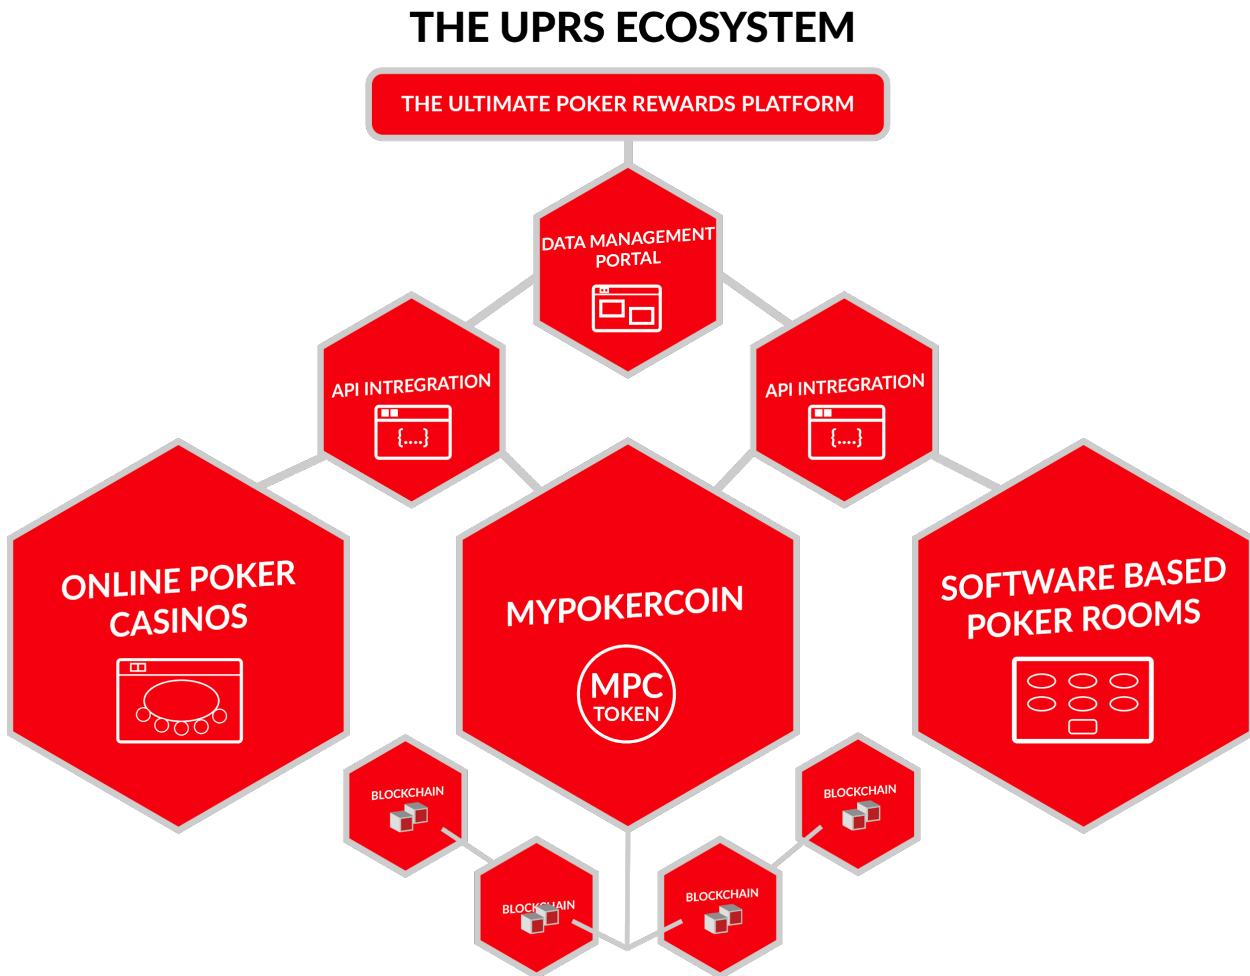 THE UPRS ECOSYSTEM
THE ULTIMATE POKER REWARDS PLATFORM
DATA MANAGEMENT
PORTAL
API INTREGRATION
{....}
API INTREGRATION
{....}
ONLINE POKER
CASINOS
MYPOKERCOIN
MPC
TOKEN
SOFTWARE BASED
POKER ROOMS
BLOCKCHAIN
BLOCKCHAIN
BLOCKCHAIN
BLOCKCHAIN